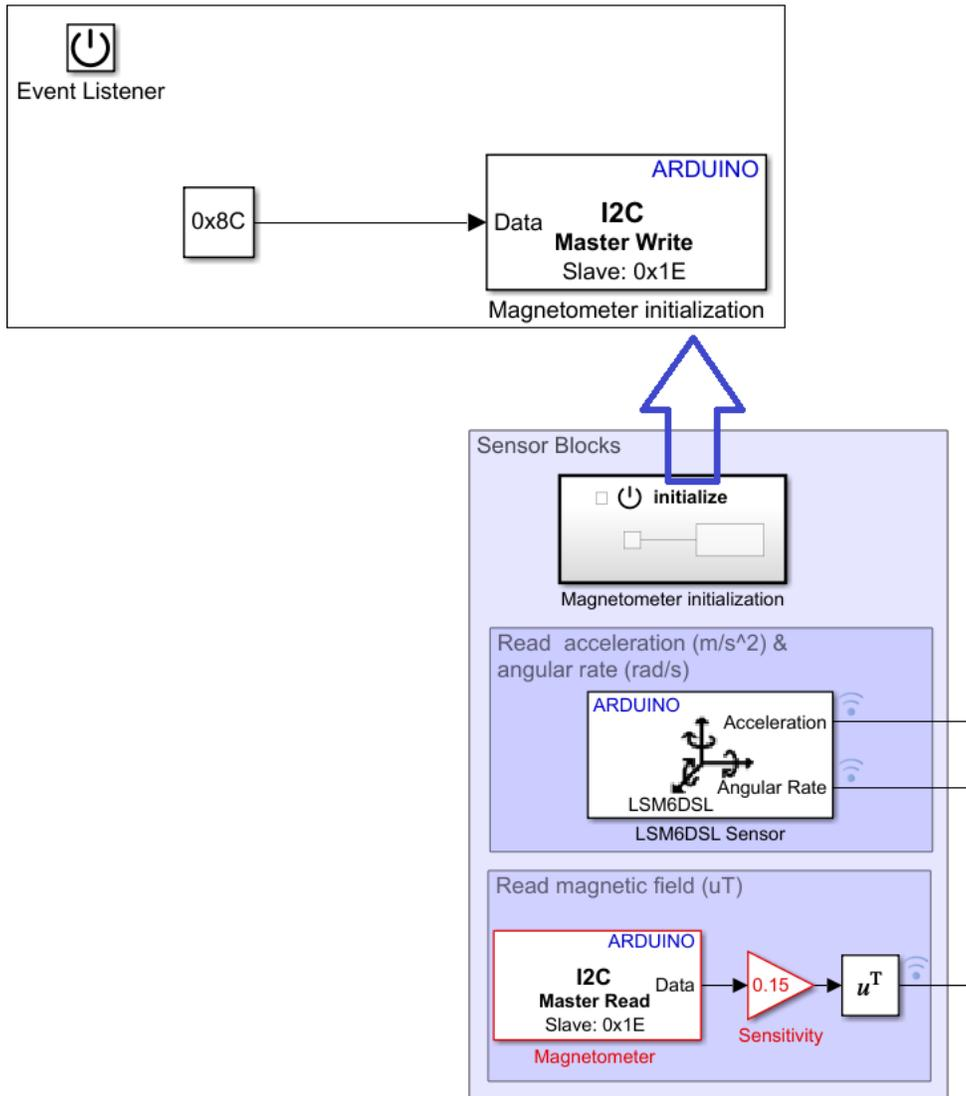 Event Listener
0x8C
ARDUINO
I2C
Data
Master Write
Slave: 0x1E
Magnetometer initialization
Sensor Blocks
initialize
Magnetometer initialization
Read  acceleration (m/s^2) &
angular rate (rad/s)
ARDUINO
Acceleration
Angular Rate
LSM6DSL
LSM6DSL Sensor
Read magnetic field (uT)
ARDUINO
I2C
Data
Master Read
Slave: 0x1E
Magnetometer
0.15
Sensitivity
uᵀ